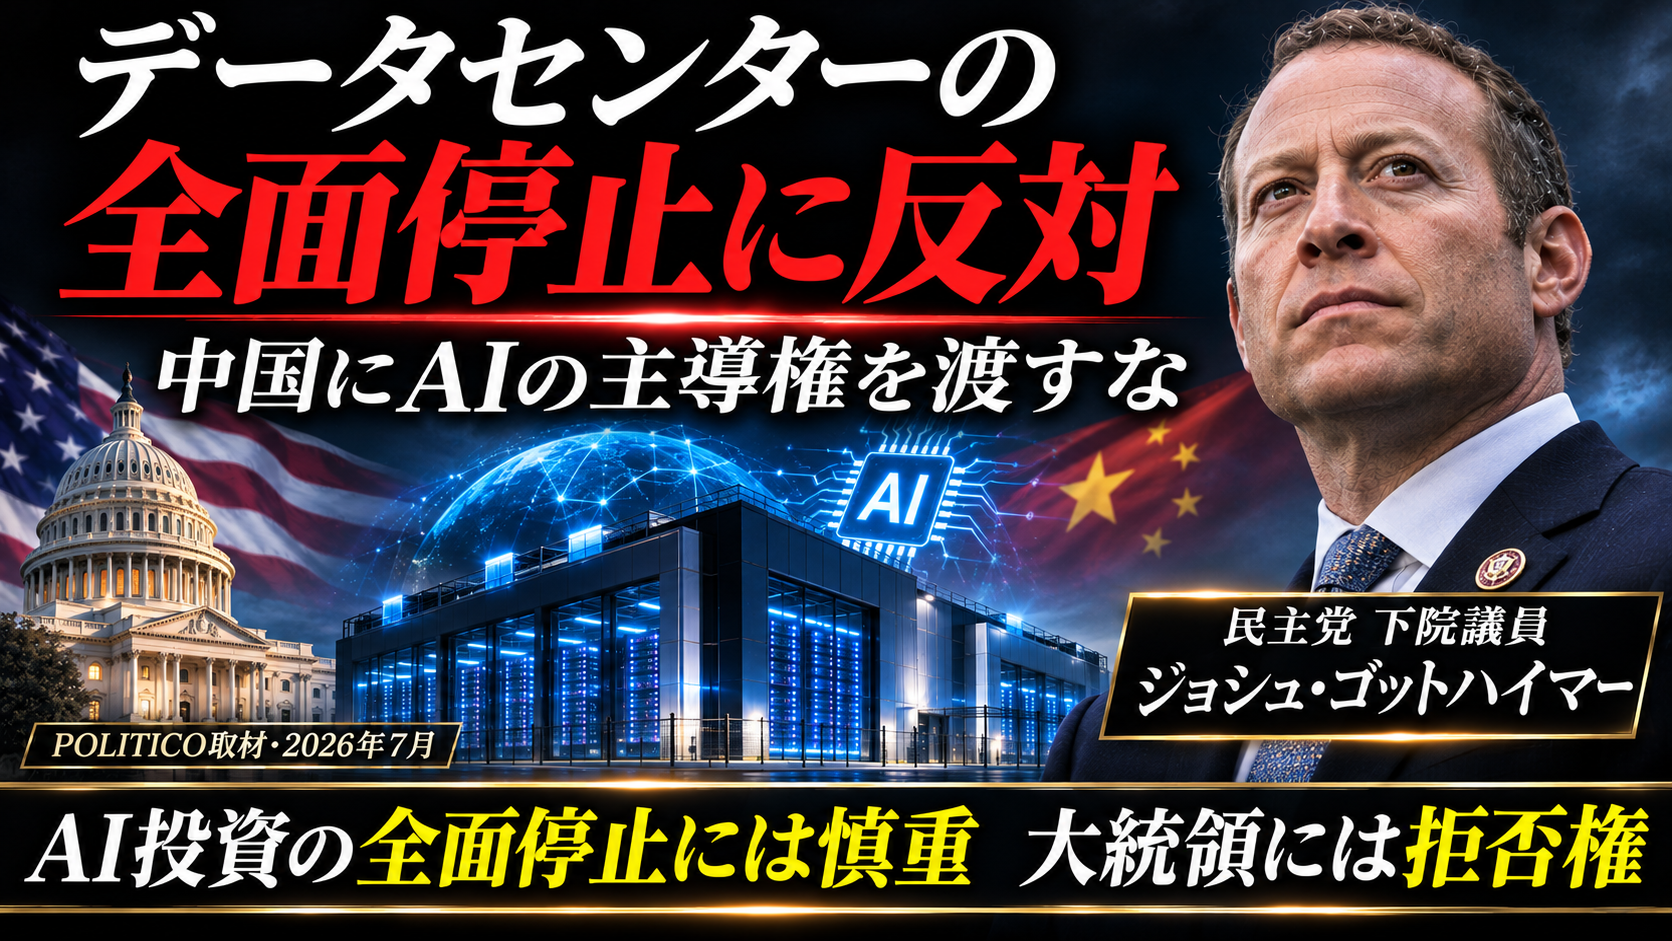 データセンターの
全面停止に反対
中国にAIの主導権を渡すな
AI
民主党 下院議員
ジョシュ・ゴットハイマー
POLITICO取材・2026年7月
AI投資の全面停止には慎重 大統領には拒否権